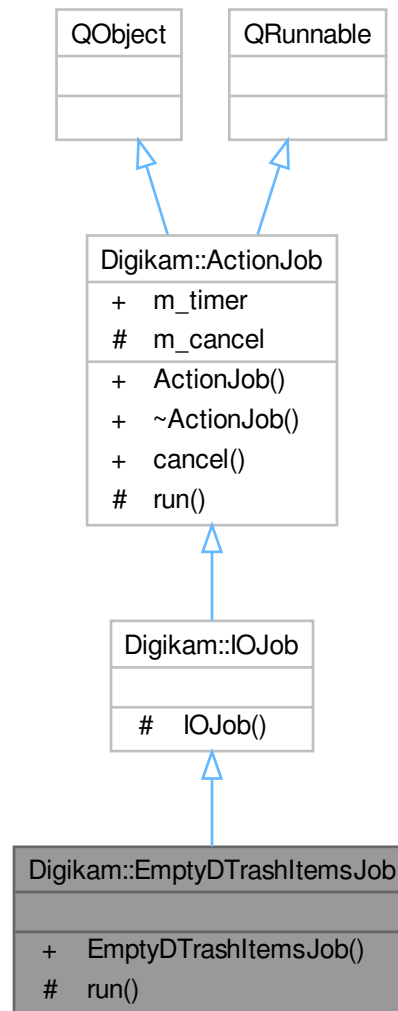 QObject
QRunnable
Digikam::ActionJob
+ m_timer
# m_cancel
+ ActionJob()
+ ~ActionJob()
+ cancel()
# run()
Digikam::IOJob
# IOJob()
Digikam::EmptyDTrashItemsJob
+ EmptyDTrashItemsJob()
# run()